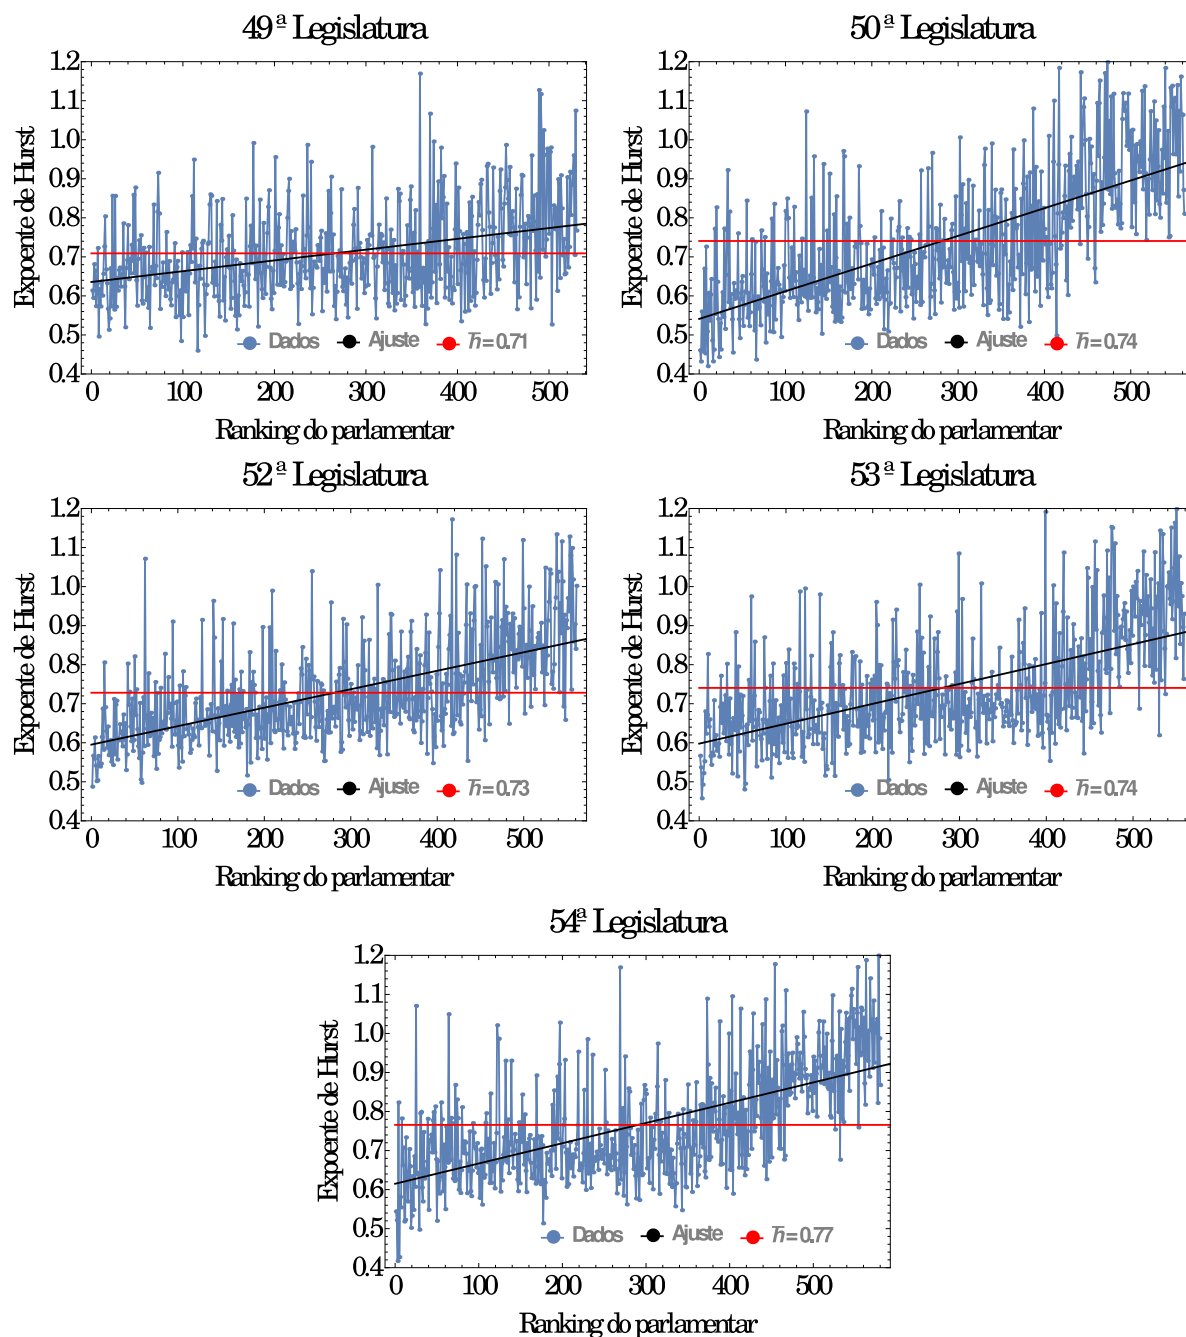 49ª Legislatura
Expoente de Hurst
1.2
1.1
1.0
0.9
0.8
0.7
0.6
0.5
0.4
Dados Ajuste h̄ = 0.71
0 100 200 300 400 500
Ranking do parlamentar
50ª Legislatura
Expoente de Hurst
1.2
1.1
1.0
0.9
0.8
0.7
0.6
0.5
0.4
Dados Ajuste h̄ = 0.74
0 100 200 300 400 500
Ranking do parlamentar
52ª Legislatura
Expoente de Hurst
1.2
1.1
1.0
0.9
0.8
0.7
0.6
0.5
0.4
Dados Ajuste h̄ = 0.73
0 100 200 300 400 500
Ranking do parlamentar
53ª Legislatura
Expoente de Hurst
1.2
1.1
1.0
0.9
0.8
0.7
0.6
0.5
0.4
Dados Ajuste h̄ = 0.74
0 100 200 300 400 500
Ranking do parlamentar
54ª Legislatura
Expoente de Hurst
1.2
1.1
1.0
0.9
0.8
0.7
0.6
0.5
0.4
Dados Ajuste h̄ = 0.77
0 100 200 300 400 500
Ranking do parlamentar